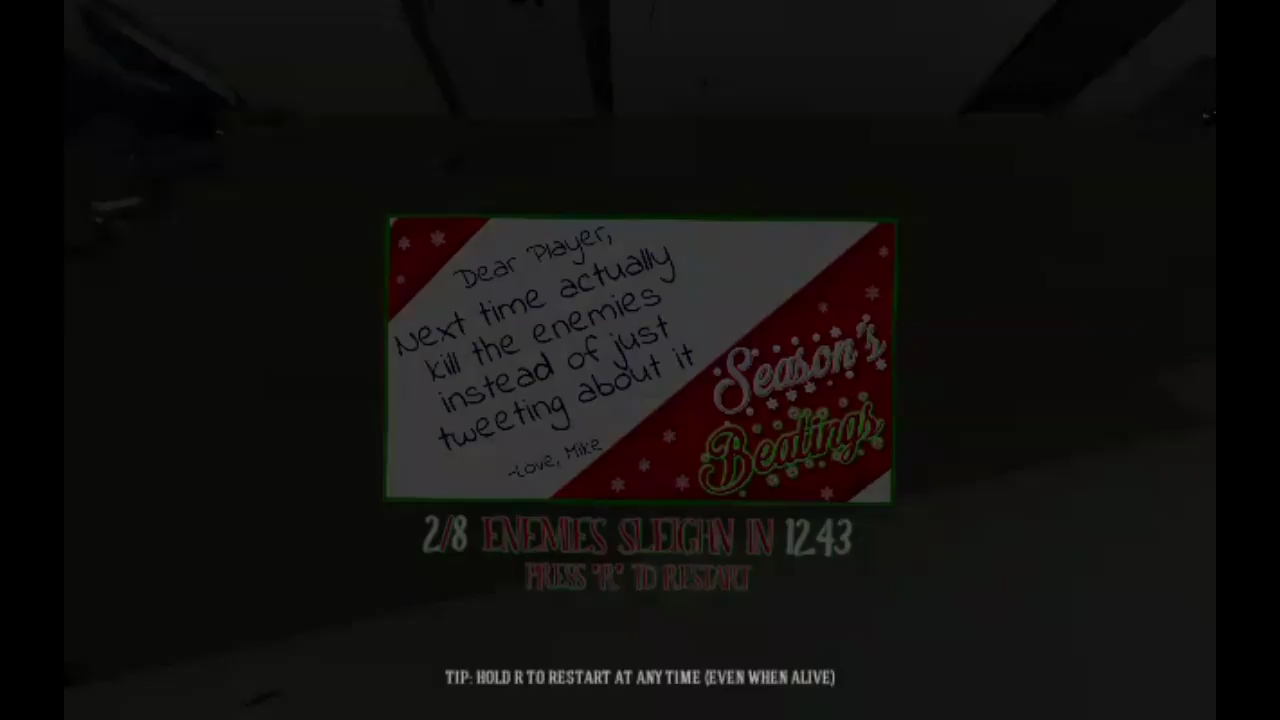 Dear Player,
Next time actually
kill the enemies
instead of just
tweeting about it
-Love, Mike
Season's
Beatings
2/8 ENEMIES SLEIGHN IN 12.43
PRESS "R" TO RESTART
TIP: HOLD R TO RESTART AT ANY TIME (EVEN WHEN ALIVE)